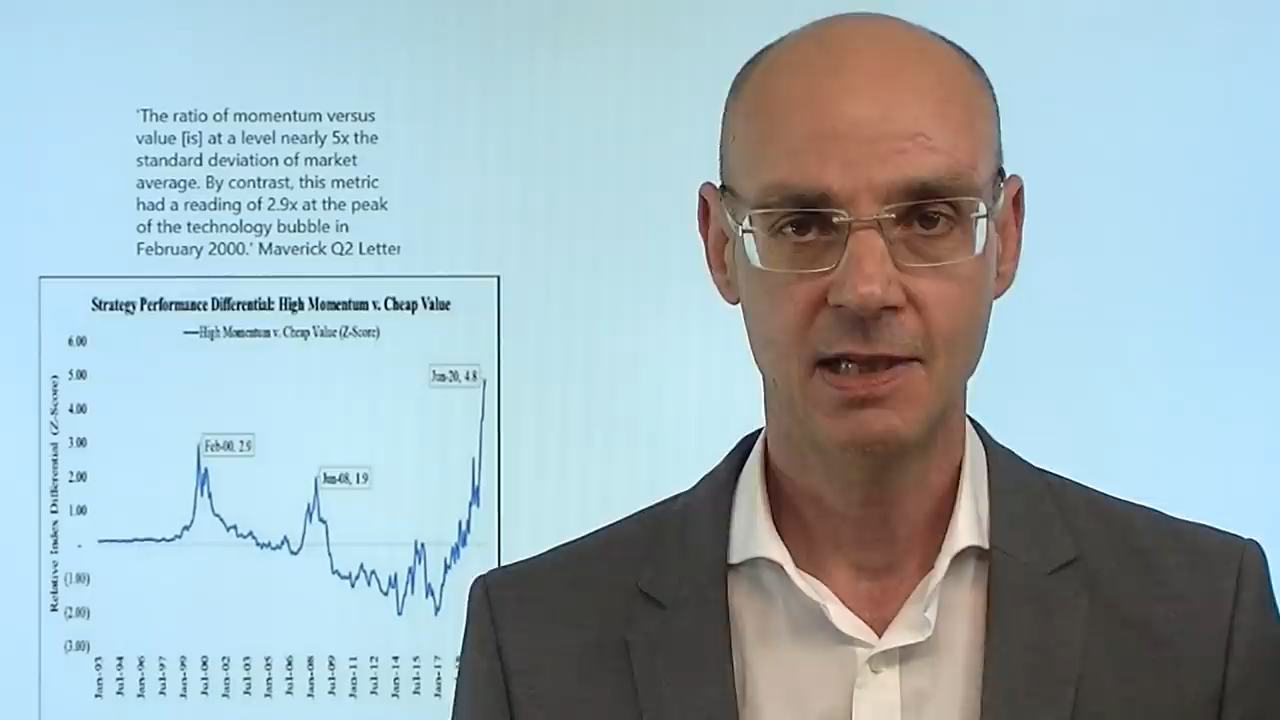 'The ratio of momentum versus
value [is] at a level nearly 5x the
standard deviation of market
average. By contrast, this metric
had a reading of 2.9x at the peak
of the technology bubble in
February 2000.' Maverick Q2 Letter
Strategy Performance Differential: High Momentum v. Cheap Value
High Momentum v. Cheap Value (Z-Score)
Relative Index Differential (Z-Score)
6.00
5.00
4.00
3.00
2.00
1.00
-
(1.00)
(2.00)
(3.00)
Jun-20, 4.8
Feb-00, 2.9
Jun-08, 1.9
Jan-93
Jul-94
Jan-96
Jul-97
Jan-99
Jul-00
Jan-02
Jul-03
Jan-05
Jul-06
Jan-08
Jul-09
Jan-11
Jul-12
Jan-14
Jul-15
Jan-17